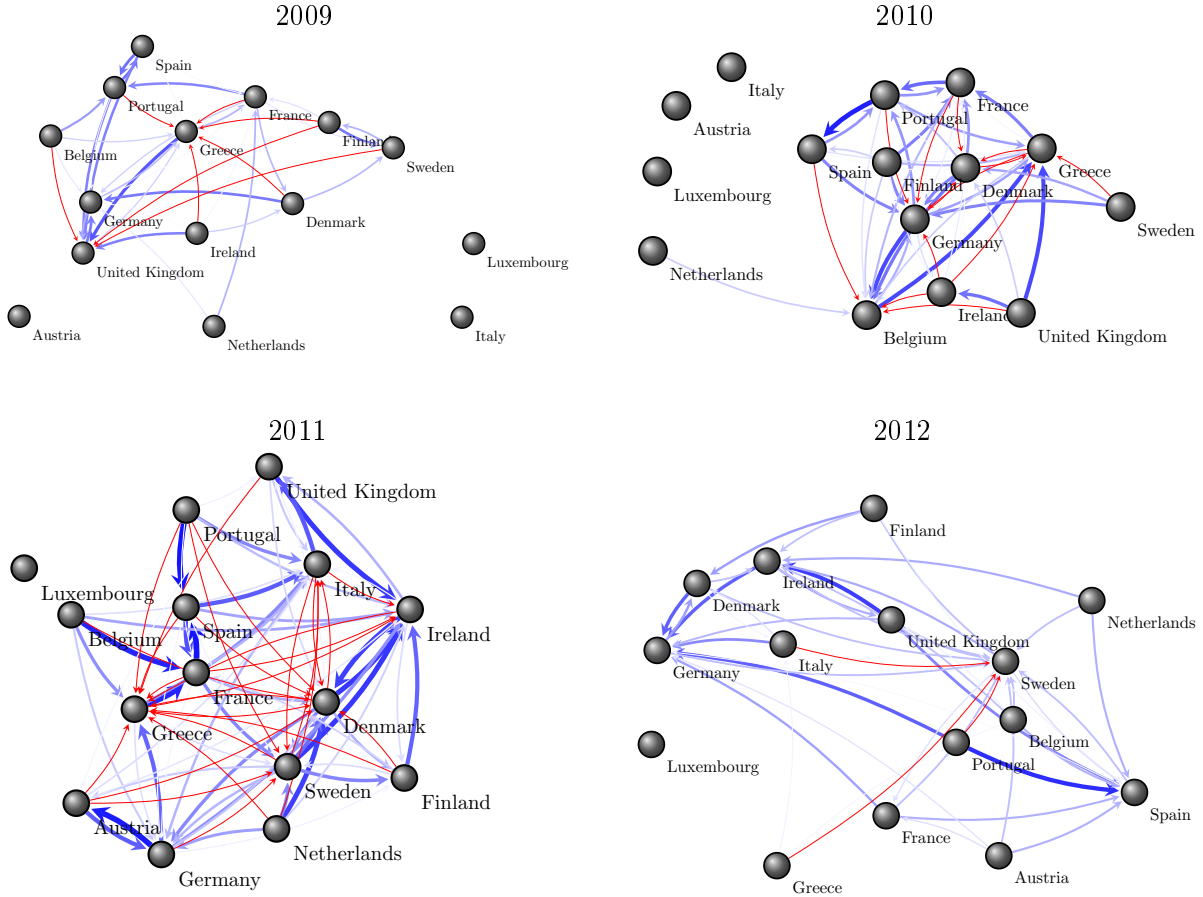 2009
Spain
Portugal
France
Finland
Belgium
Greece
Sweden
Germany
Denmark
Ireland
United Kingdom
Luxembourg
Austria
Netherlands
Italy
2010
Italy
France
Portugal
Austria
Spain
Finland
Denmark
Greece
Luxembourg
Sweden
Germany
Netherlands
Ireland
Belgium
United Kingdom
2011
United Kingdom
Portugal
Luxembourg
Italy
Belgium
Spain
Ireland
France
Greece
Denmark
Sweden
Finland
Austria
Netherlands
Germany
2012
Finland
Ireland
Denmark
Netherlands
United Kingdom
Italy
Germany
Sweden
Belgium
Portugal
Luxembourg
Spain
France
Austria
Greece